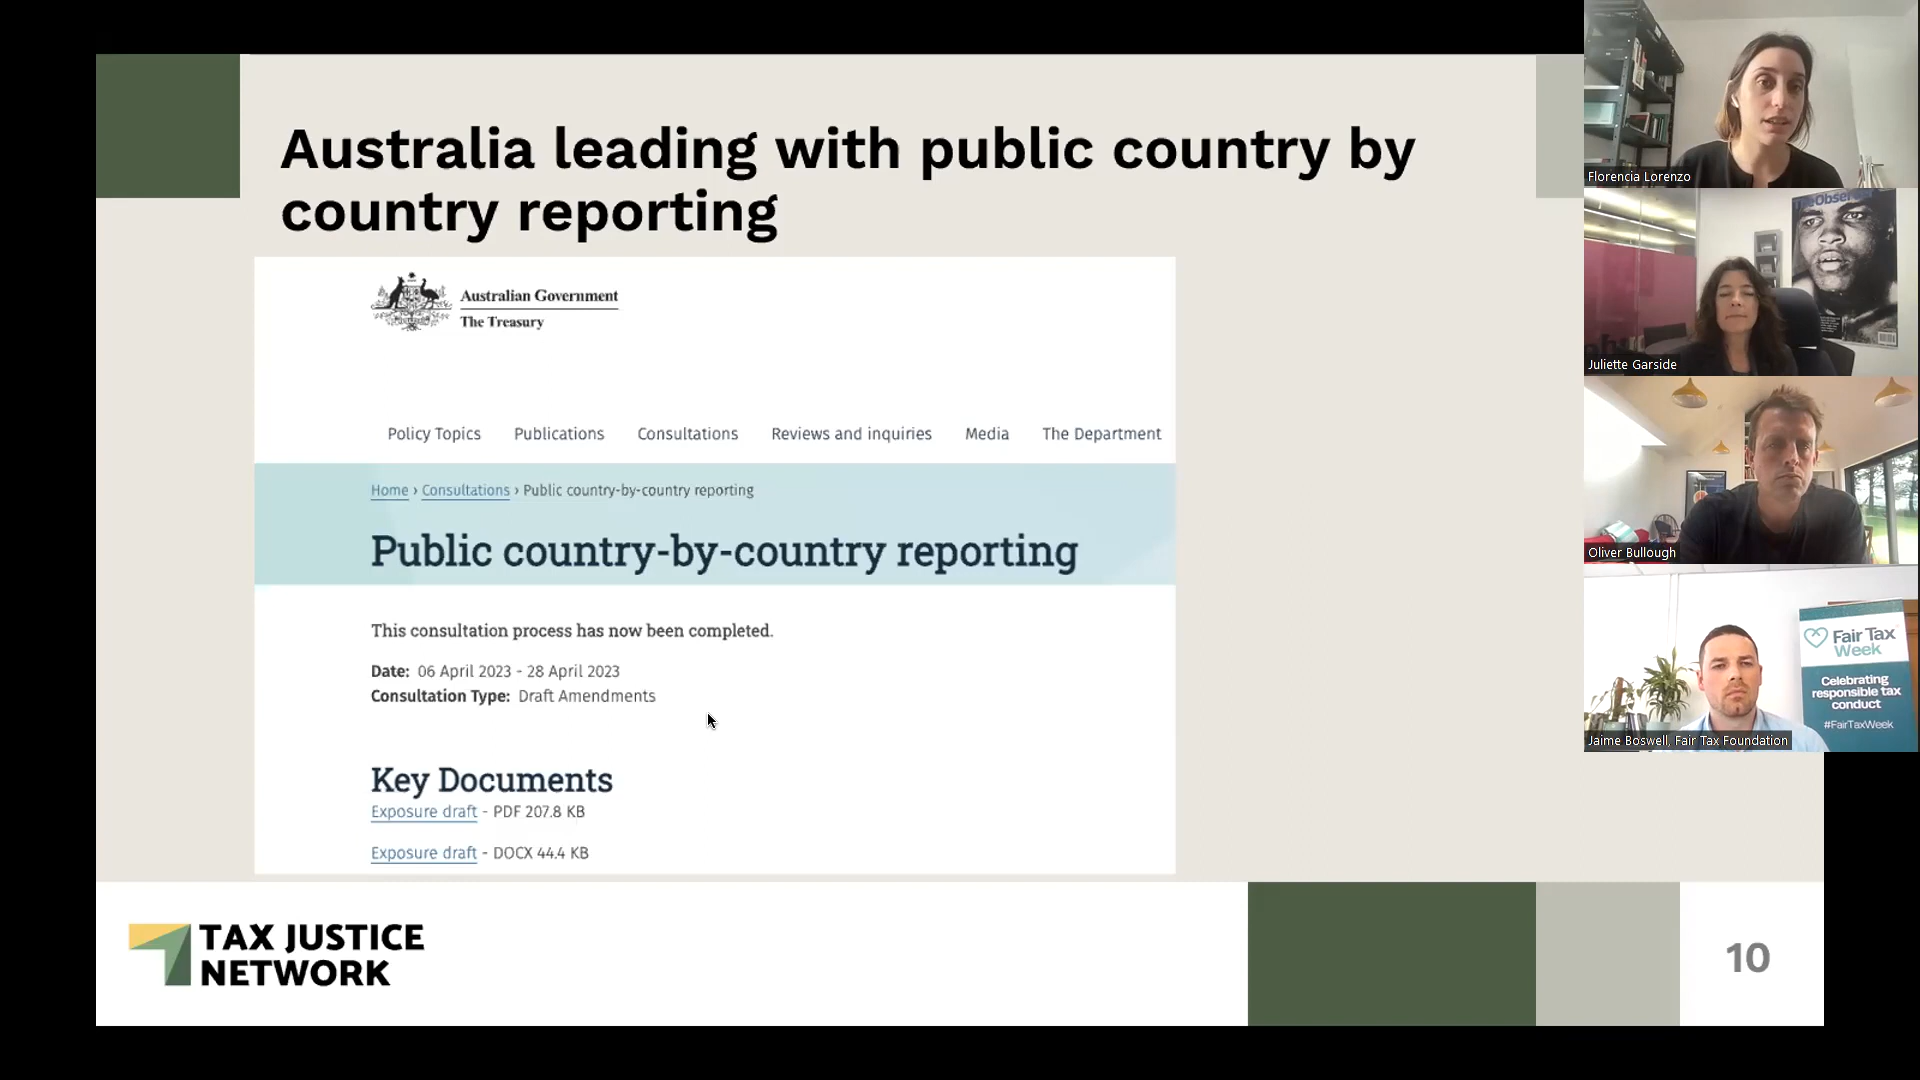 Australia leading with public country by
country reporting
Australian Government
The Treasury
Policy Topics Publications Consultations Reviews and inquiries Media The Department
Home › Consultations › Public country-by-country reporting
Public country-by-country reporting
This consultation process has now been completed.
Date: 06 April 2023 - 28 April 2023
Consultation Type: Draft Amendments
Key Documents
Exposure draft - PDF 207.8 KB
Exposure draft - DOCX 44.4 KB
TAX JUSTICE
NETWORK
10
Florencia Lorenzo
Juliette Garside
Oliver Bullough
Fair Tax
Week
Celebrating
responsible tax
conduct
#FairTaxWeek
Jaime Boswell, Fair Tax Foundation